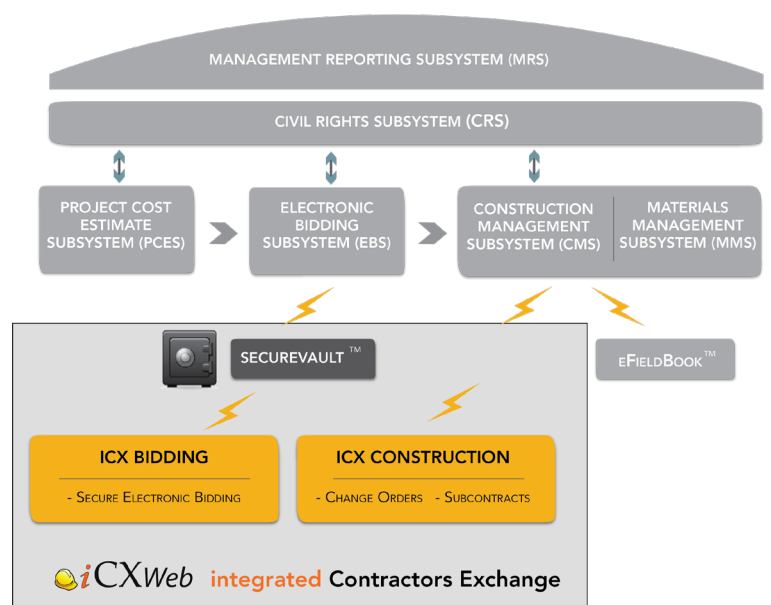 MANAGEMENT REPORTING SUBSYSTEM (MRS)
CIVIL RIGHTS SUBSYSTEM (CRS)
PROJECT COST
ESTIMATE
SUBSYSTEM (PCES)
ELECTRONIC
BIDDING
SUBSYSTEM (EBS)
CONSTRUCTION
MANAGEMENT
SUBSYSTEM (CMS)
MATERIALS
MANAGEMENT
SUBSYSTEM (MMS)
SECUREVAULT ™
EFIELDBOOK™
ICX BIDDING
- SECURE ELECTRONIC BIDDING
ICX CONSTRUCTION
- CHANGE ORDERS - SUBCONTRACTS
iCXWeb integrated Contractors Exchange